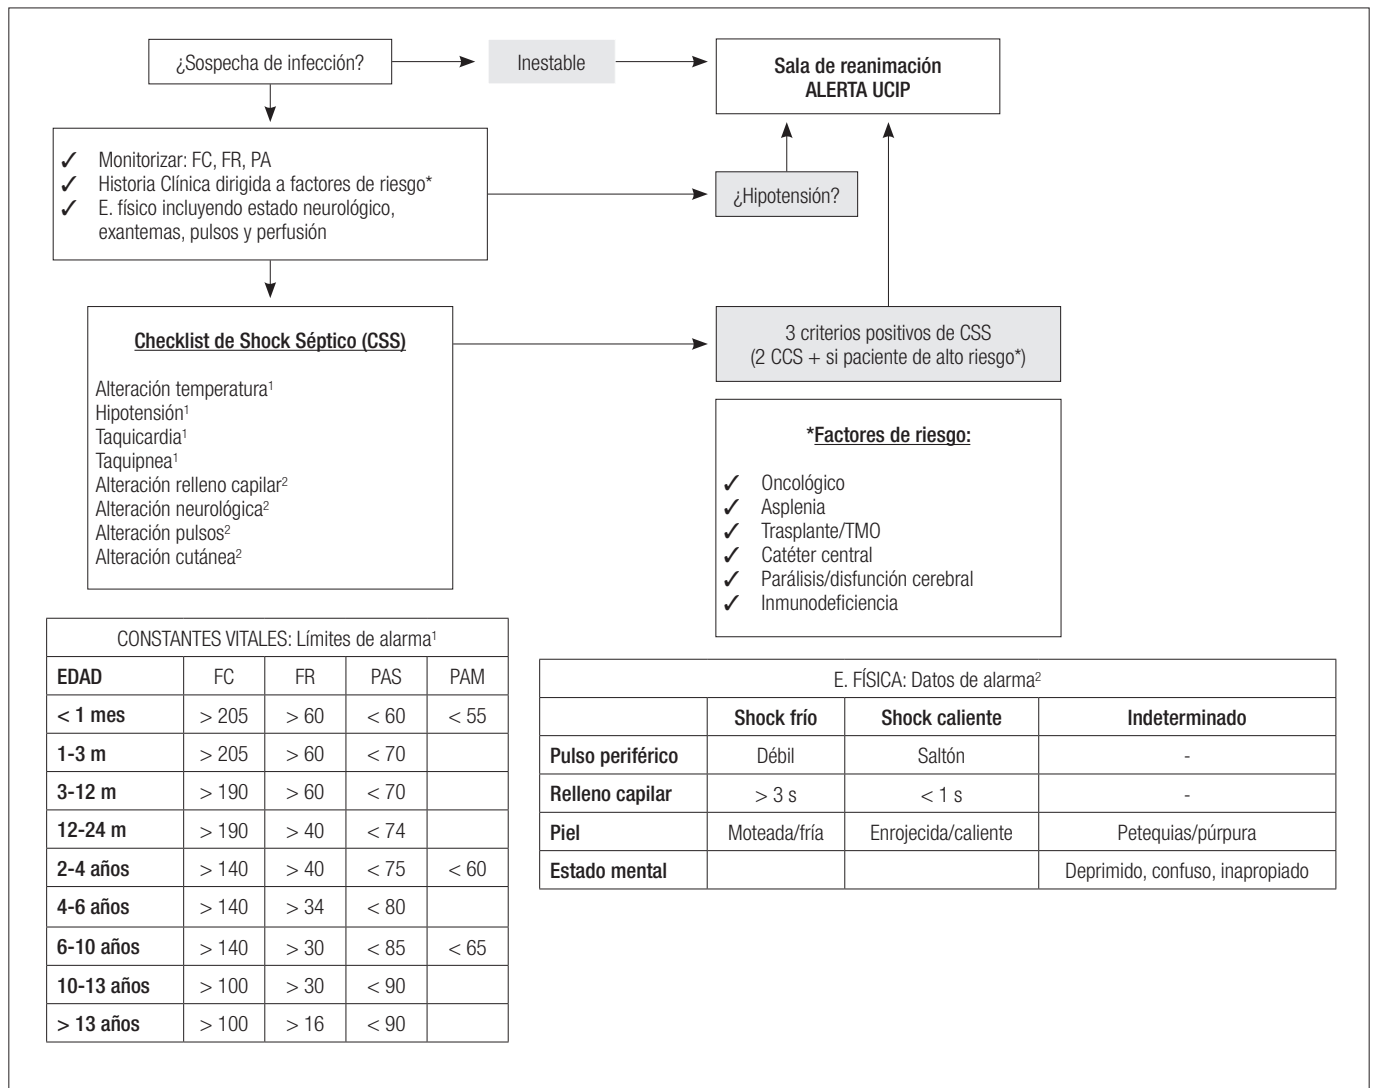 ¿Sospecha de infección?
Inestable
Sala de reanimación
ALERTA UCIP
✓ Monitorizar: FC, FR, PA
✓ Historia Clínica dirigida a factores de riesgo*
✓ E. físico incluyendo estado neurológico,
exantemas, pulsos y perfusión
¿Hipotensión?
Checklist de Shock Séptico (CSS)
Alteración temperatura¹
Hipotensión¹
Taquicardia¹
Taquipnea¹
Alteración relleno capilar²
Alteración neurológica²
Alteración pulsos²
Alteración cutánea²
3 criterios positivos de CSS
(2 CCS + si paciente de alto riesgo*)
*Factores de riesgo:
✓ Oncológico
✓ Asplenia
✓ Trasplante/TMO
✓ Catéter central
✓ Parálisis/disfunción cerebral
✓ Inmunodeficiencia
CONSTANTES VITALES: Límites de alarma¹
EDAD FC FR PAS PAM
< 1 mes > 205 > 60 < 60 < 55
1-3 m > 205 > 60 < 70
3-12 m > 190 > 60 < 70
12-24 m > 190 > 40 < 74
2-4 años > 140 > 40 < 75 < 60
4-6 años > 140 > 34 < 80
6-10 años > 140 > 30 < 85 < 65
10-13 años > 100 > 30 < 90
> 13 años > 100 > 16 < 90
E. FÍSICA: Datos de alarma²
Shock frío Shock caliente Indeterminado
Pulso periférico Débil Saltón -
Relleno capilar > 3 s < 1 s -
Piel Moteada/fría Enrojecida/caliente Petequias/púrpura
Estado mental Deprimido, confuso, inapropiado